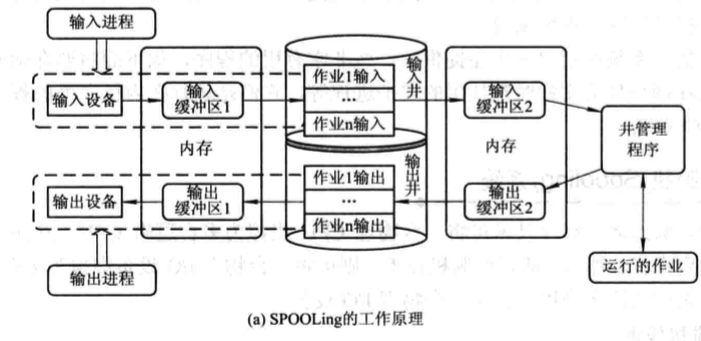 输入进程
输入设备
输入
缓冲区1
作业1输入
...
作业n输入
输入井
输入
缓冲区2
内存
内存
井管理
程序
输出设备
输出
缓冲区1
作业1输出
...
作业n输出
输出井
输出
缓冲区2
输出进程
运行的作业
(a) SPOOLing的工作原理